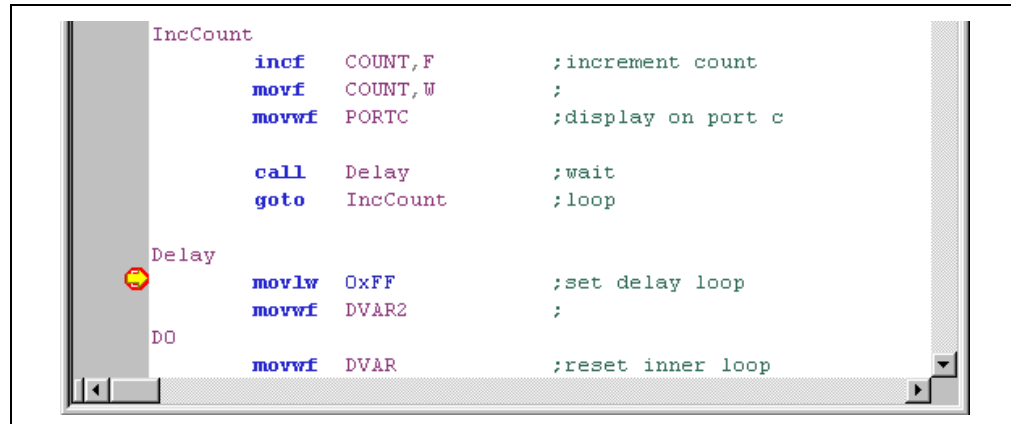 IncCount
incf COUNT,F ;increment count
movf COUNT,W ;
movwf PORTC ;display on port c
call Delay ;wait
goto IncCount ;loop
Delay
movlw 0xFF ;set delay loop
movwf DVAR2 ;
D0
movwf DVAR ;reset inner loop